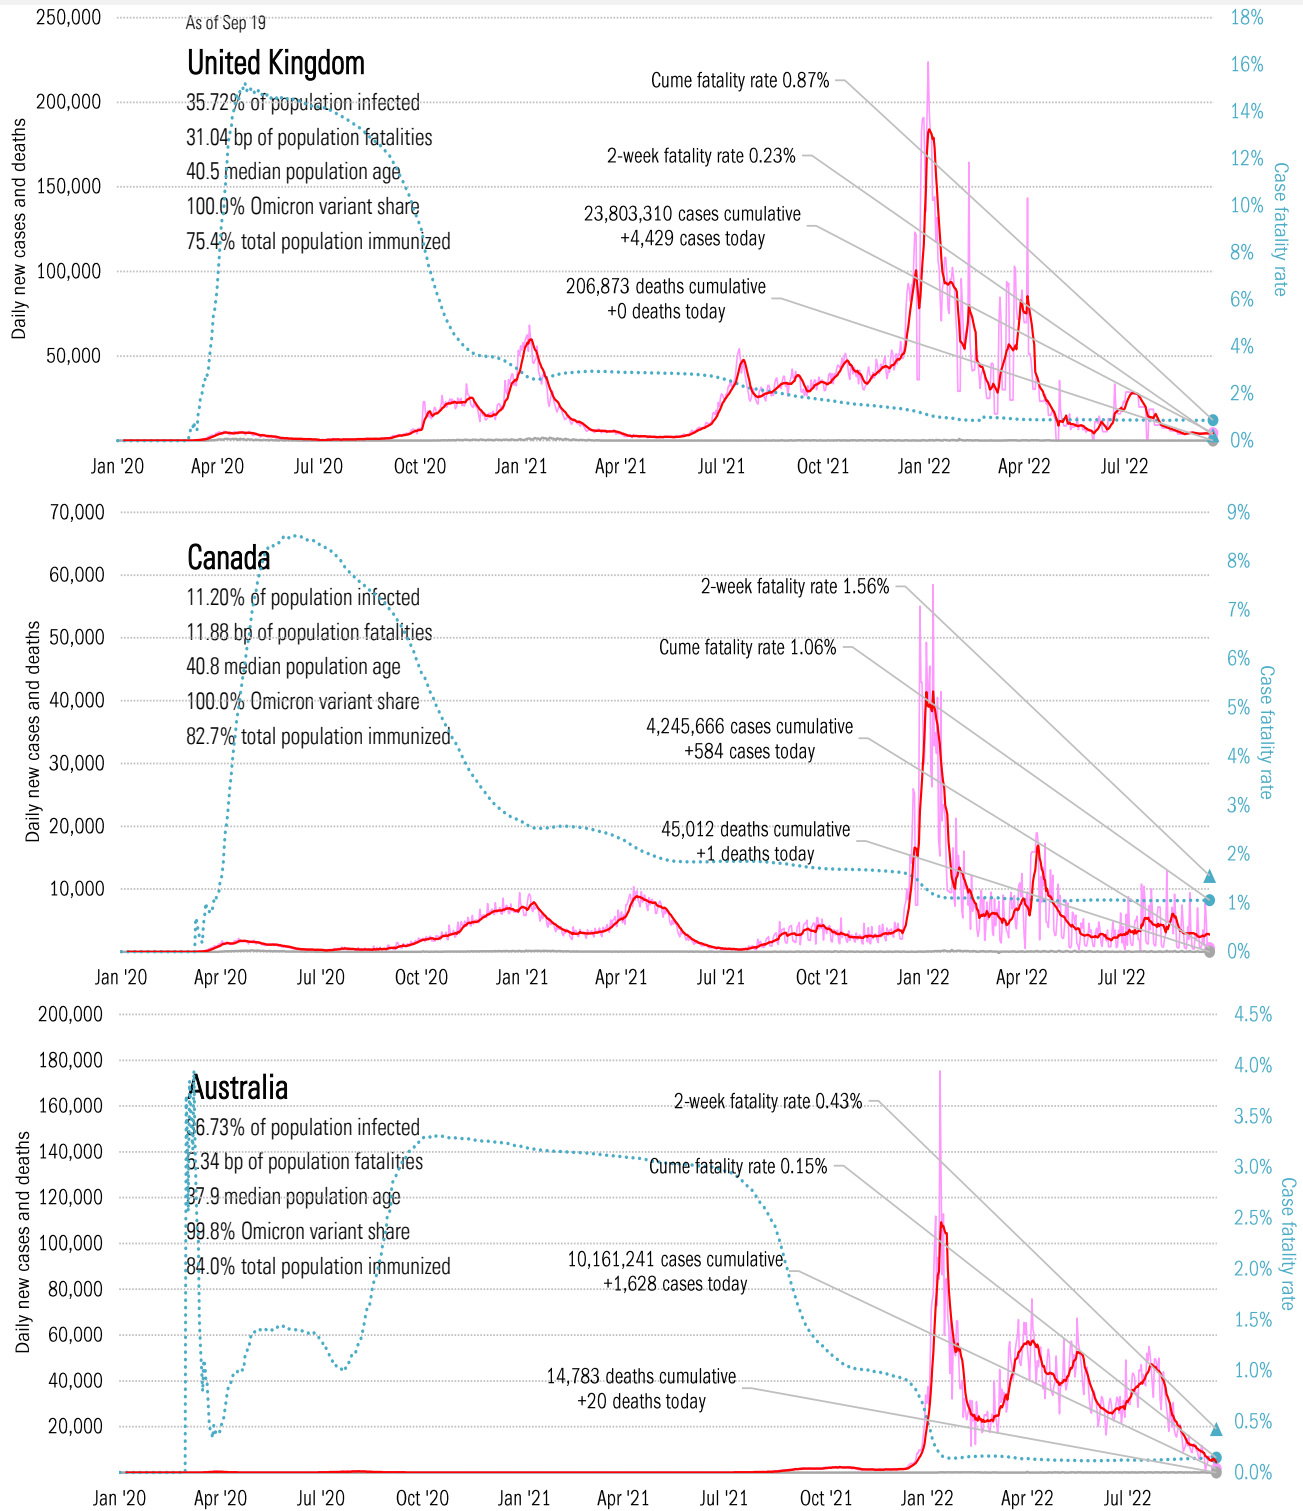 As of Sep 19
United Kingdom
35.72% of population infected
31.04 bp of population fatalities
40.5 median population age
100.0% Omicron variant share
75.4% total population immunized
Cume fatality rate 0.87%
2-week fatality rate 0.23%
23,803,310 cases cumulative
+4,429 cases today
206,873 deaths cumulative
+0 deaths today
Daily new cases and deaths
250,000
200,000
150,000
100,000
50,000
18%
16%
14%
12%
10%
8%
6%
4%
2%
0%
Case fatality rate
Jan '20 Apr '20 Jul '20 Oct '20 Jan '21 Apr '21 Jul '21 Oct '21 Jan '22 Apr '22 Jul '22
Canada
11.20% of population infected
11.88 bp of population fatalities
40.8 median population age
100.0% Omicron variant share
82.7% total population immunized
2-week fatality rate 1.56%
Cume fatality rate 1.06%
4,245,666 cases cumulative
+584 cases today
45,012 deaths cumulative
+1 deaths today
Daily new cases and deaths
70,000
60,000
50,000
40,000
30,000
20,000
10,000
9%
8%
7%
6%
5%
4%
3%
2%
1%
0%
Case fatality rate
Jan '20 Apr '20 Jul '20 Oct '20 Jan '21 Apr '21 Jul '21 Oct '21 Jan '22 Apr '22 Jul '22
Australia
36.73% of population infected
5.34 bp of population fatalities
37.9 median population age
99.8% Omicron variant share
84.0% total population immunized
2-week fatality rate 0.43%
Cume fatality rate 0.15%
10,161,241 cases cumulative
+1,628 cases today
14,783 deaths cumulative
+20 deaths today
Daily new cases and deaths
200,000
180,000
160,000
140,000
120,000
100,000
80,000
60,000
40,000
20,000
4.5%
4.0%
3.5%
3.0%
2.5%
2.0%
1.5%
1.0%
0.5%
0.0%
Case fatality rate
Jan '20 Apr '20 Jul '20 Oct '20 Jan '21 Apr '21 Jul '21 Oct '21 Jan '22 Apr '22 Jul '22